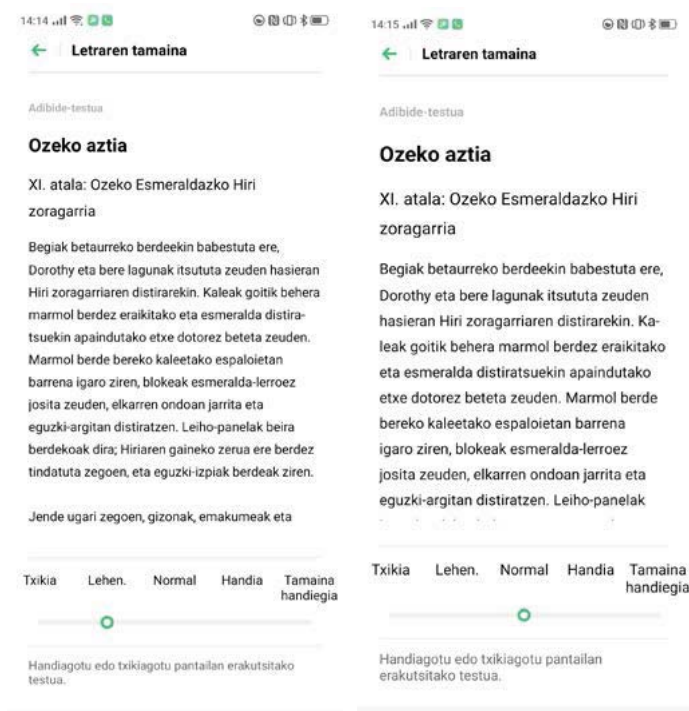 14:14
Letraren tamaina
Adibide-testua
Ozeko aztia
XI. atala: Ozeko Esmeraldazko Hiri
zoragarria
Begiak betaurreko berdeekin babestuta ere,
Dorothy eta bere lagunak itsututa zeuden hasieran
Hiri zoragarriaren distirarekin. Kaleak goitik behera
marmol berdez eraikitako eta esmeralda distira-
tsuekin apaindutako etxe dotorez beteta zeuden.
Marmol berde bereko kaleetako espaloietan
barrena igaro ziren, blokeak esmeralda-lerroez
josita zeuden, elkarren ondoan jarrita eta
eguzki-argitan distiratzen. Leiho-panelak beira
berdekoak dira; Hiriaren gaineko zerua ere berdez
tindatuta zegoen, eta eguzki-izpiak berdeak ziren.
Jende ugari zegoen, gizonak, emakumeak eta
Txikia Lehen. Normal Handia Tamaina
handiegia
Handiagotu edo txikiagotu pantailan erakutsitako
testua.
14:15
Letraren tamaina
Adibide-testua
Ozeko aztia
XI. atala: Ozeko Esmeraldazko Hiri
zoragarria
Begiak betaurreko berdeekin babestuta ere,
Dorothy eta bere lagunak itsututa zeuden
hasieran Hiri zoragarriaren distirarekin. Ka-
leak goitik behera marmol berdez eraikitako
eta esmeralda distiratsuekin apaindutako
etxe dotorez beteta zeuden. Marmol berde
bereko kaleetako espaloietan barrena
igaro ziren, blokeak esmeralda-lerroez
josita zeuden, elkarren ondoan jarrita eta
eguzki-argitan distiratzen. Leiho-panelak
Txikia Lehen. Normal Handia Tamaina
handiegia
Handiagotu edo txikiagotu pantailan
erakutsitako testua.